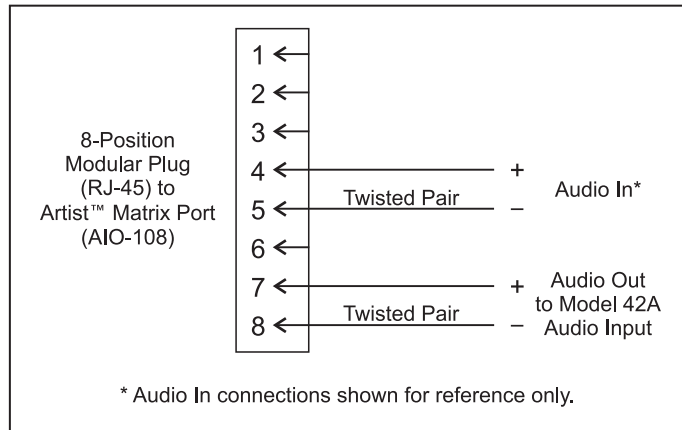 8-Position
Modular Plug
(RJ-45) to
Artist™ Matrix Port
(AIO-108)
1
2
3
4
5
6
7
8
Twisted Pair
+
–
Audio In*
Twisted Pair
+
–
Audio Out
to Model 42A
Audio Input
* Audio In connections shown for reference only.